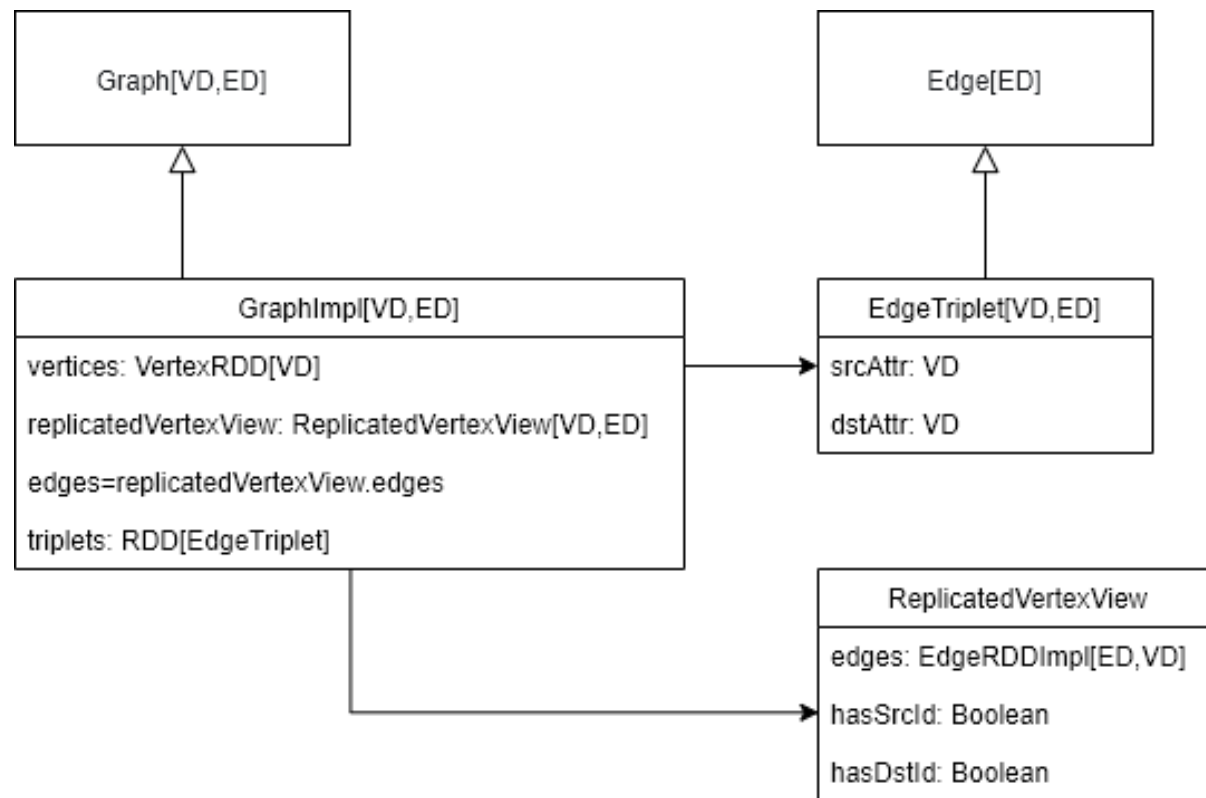 Graph[VD,ED]
Edge[ED]
GraphImpl[VD,ED]
vertices: VertexRDD[VD]
replicatedVertexView: ReplicatedVertexView[VD,ED]
edges=replicatedVertexView.edges
triplets: RDD[EdgeTriplet]
EdgeTriplet[VD,ED]
srcAttr: VD
dstAttr: VD
ReplicatedVertexView
edges: EdgeRDDImpl[ED,VD]
hasSrcId: Boolean
hasDstId: Boolean